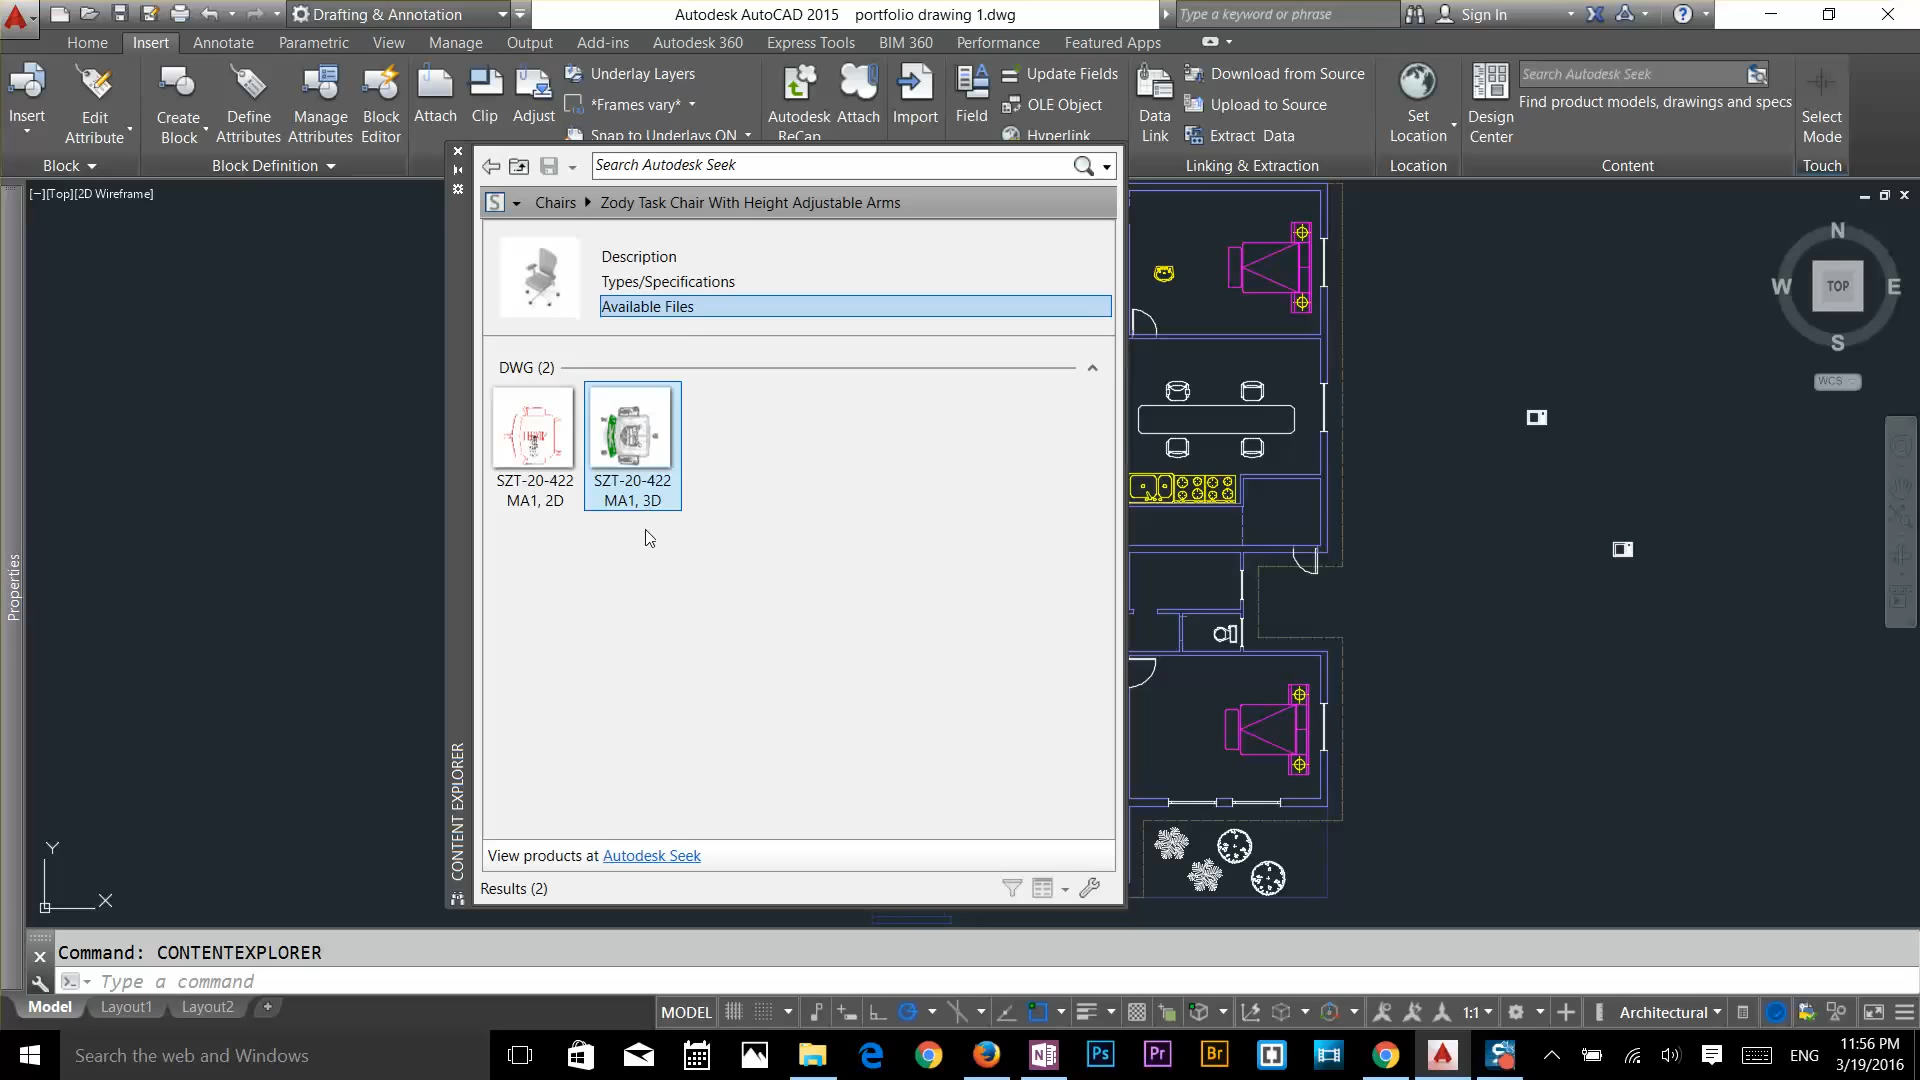 Drafting & Annotation
Autodesk AutoCAD 2015 portfolio drawing 1.dwg
Type a keyword or phrase
Sign In
Home Insert Annotate Parametric View Manage Output Add-ins Autodesk 360 Express Tools BIM 360 Performance Featured Apps
Insert
Edit
Attribute
Block
Create
Block
Define
Attributes
Manage
Attributes
Block
Editor
Block Definition
Attach
Clip
Adjust
Underlay Layers
*Frames vary*
Snap to Underlays ON
Autodesk
ReCap
Attach
Import
Field
Update Fields
OLE Object
Hyperlink
Data
Link
Download from Source
Upload to Source
Extract Data
Linking & Extraction
Set
Location
Location
Design
Center
Search Autodesk Seek
Find product models, drawings and specs
Content
Select
Mode
Touch
[−][Top][2D Wireframe]
Search Autodesk Seek
S
Chairs
Zody Task Chair With Height Adjustable Arms
Description
Types/Specifications
Available Files
DWG (2)
SZT-20-422
MA1, 2D
SZT-20-422
MA1, 3D
View products at Autodesk Seek
Results (2)
CONTENT EXPLORER
Properties
N
W
TOP
E
S
WCS
Y
X
Command: CONTENTEXPLORER
Type a command
Model Layout1 Layout2
MODEL
1:1
Architectural
Search the web and Windows
N
Ps
Pr
Br
ENG
11:56 PM
3/19/2016